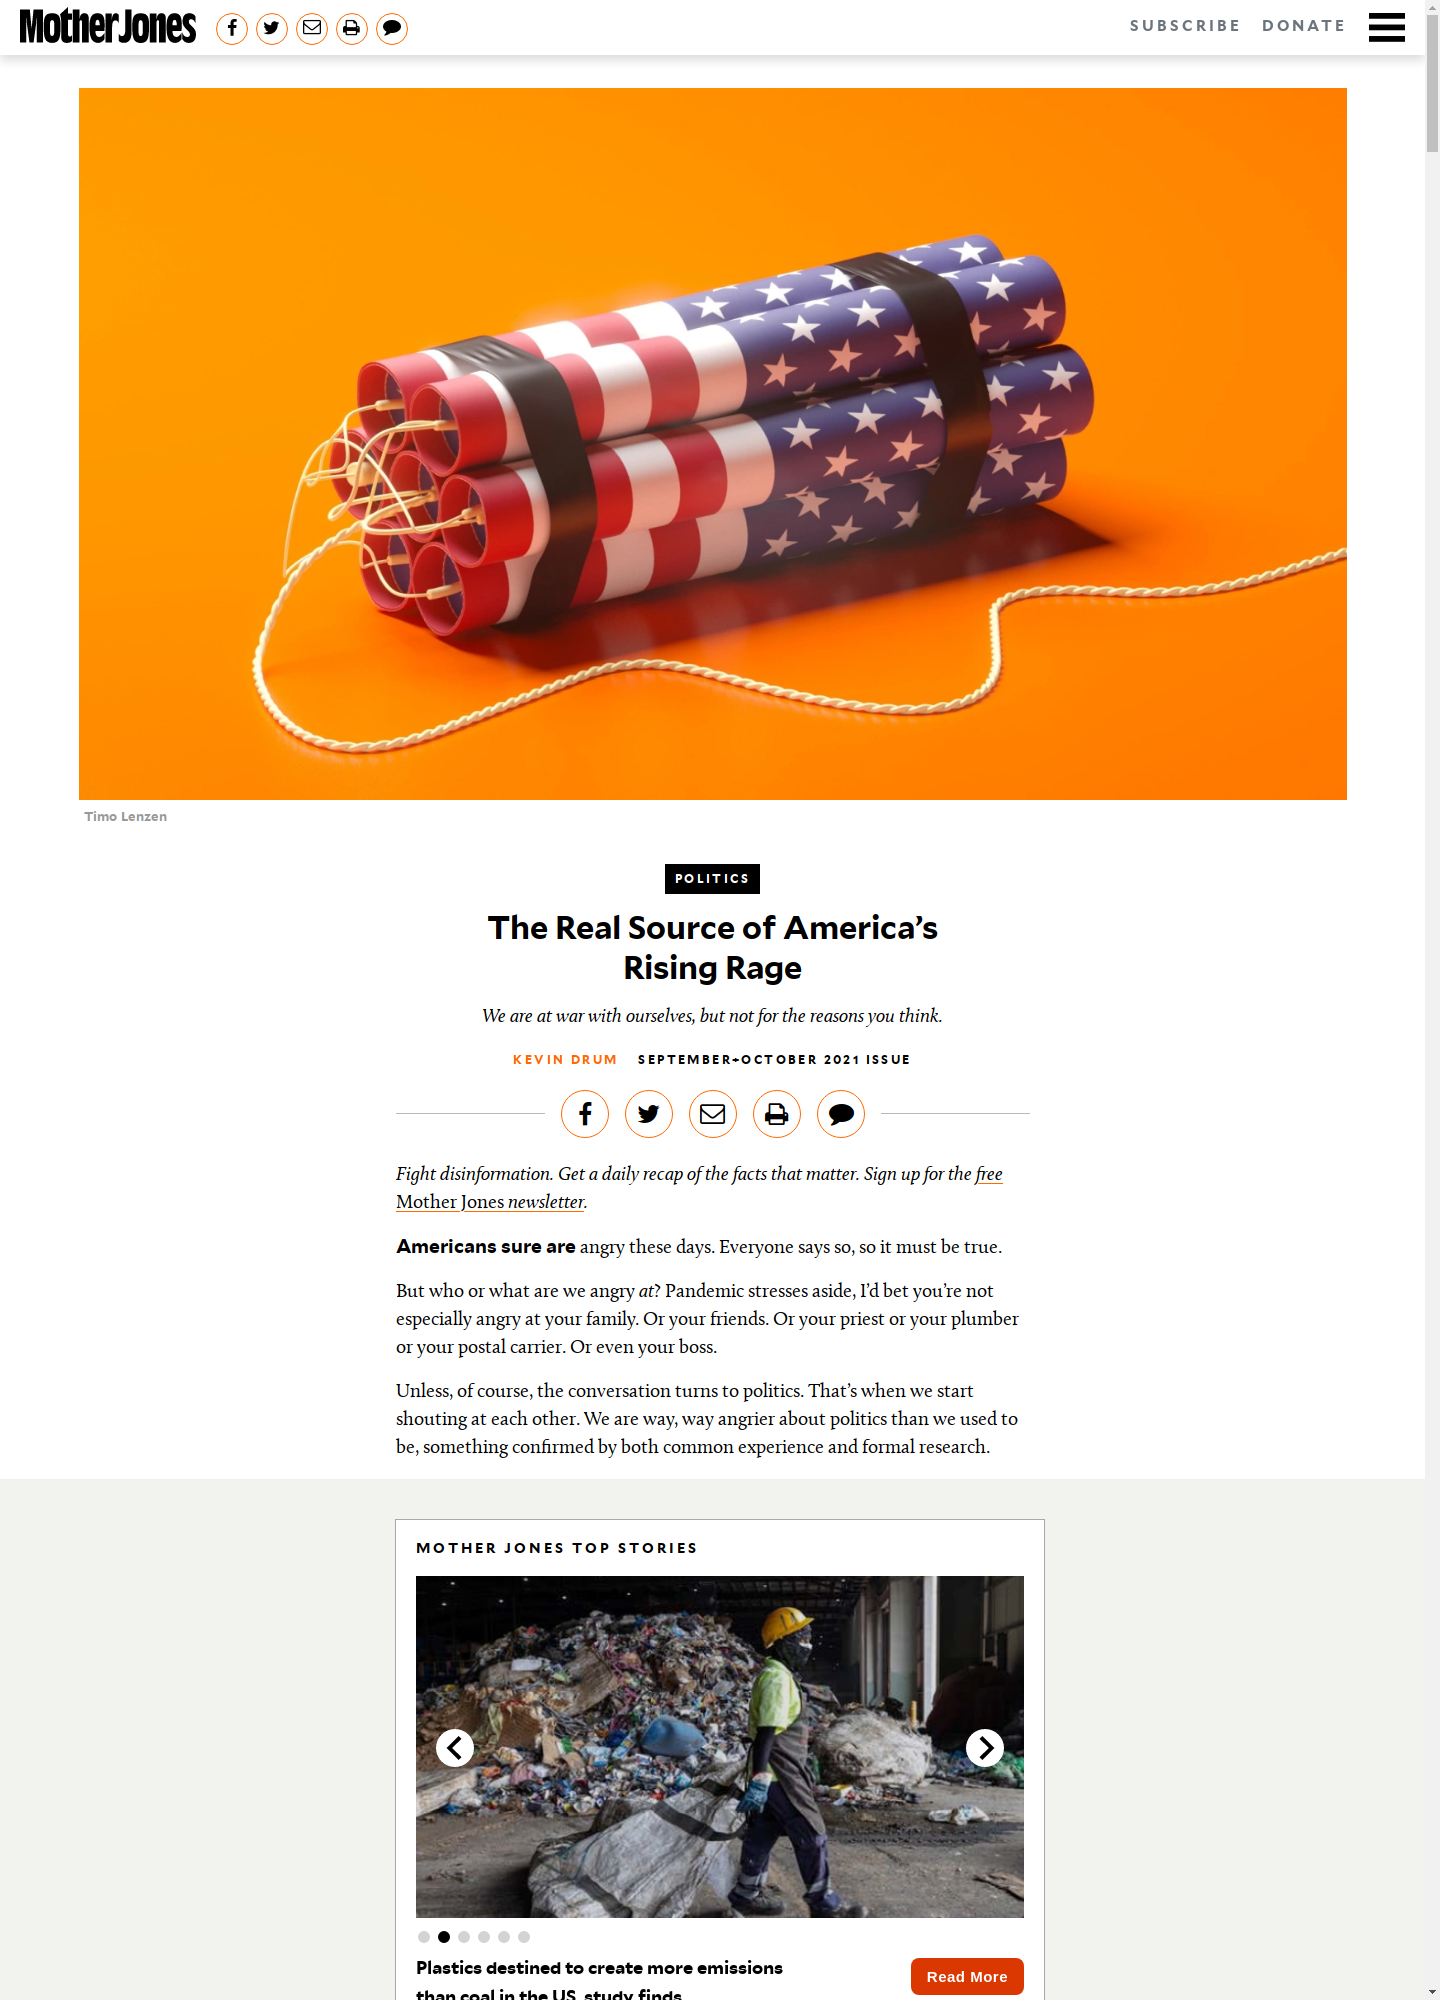 Mother Jones
SUBSCRIBE DONATE
Timo Lenzen
POLITICS
The Real Source of America’s
Rising Rage
We are at war with ourselves, but not for the reasons you think.
KEVIN DRUM SEPTEMBER+OCTOBER 2021 ISSUE
Fight disinformation. Get a daily recap of the facts that matter. Sign up for the free
Mother Jones newsletter.
Americans sure are angry these days. Everyone says so, so it must be true.
But who or what are we angry at? Pandemic stresses aside, I’d bet you’re not
especially angry at your family. Or your friends. Or your priest or your plumber
or your postal carrier. Or even your boss.
Unless, of course, the conversation turns to politics. That’s when we start
shouting at each other. We are way, way angrier about politics than we used to
be, something confirmed by both common experience and formal research.
MOTHER JONES TOP STORIES
Plastics destined to create more emissions
Read More
than coal in the US, study finds